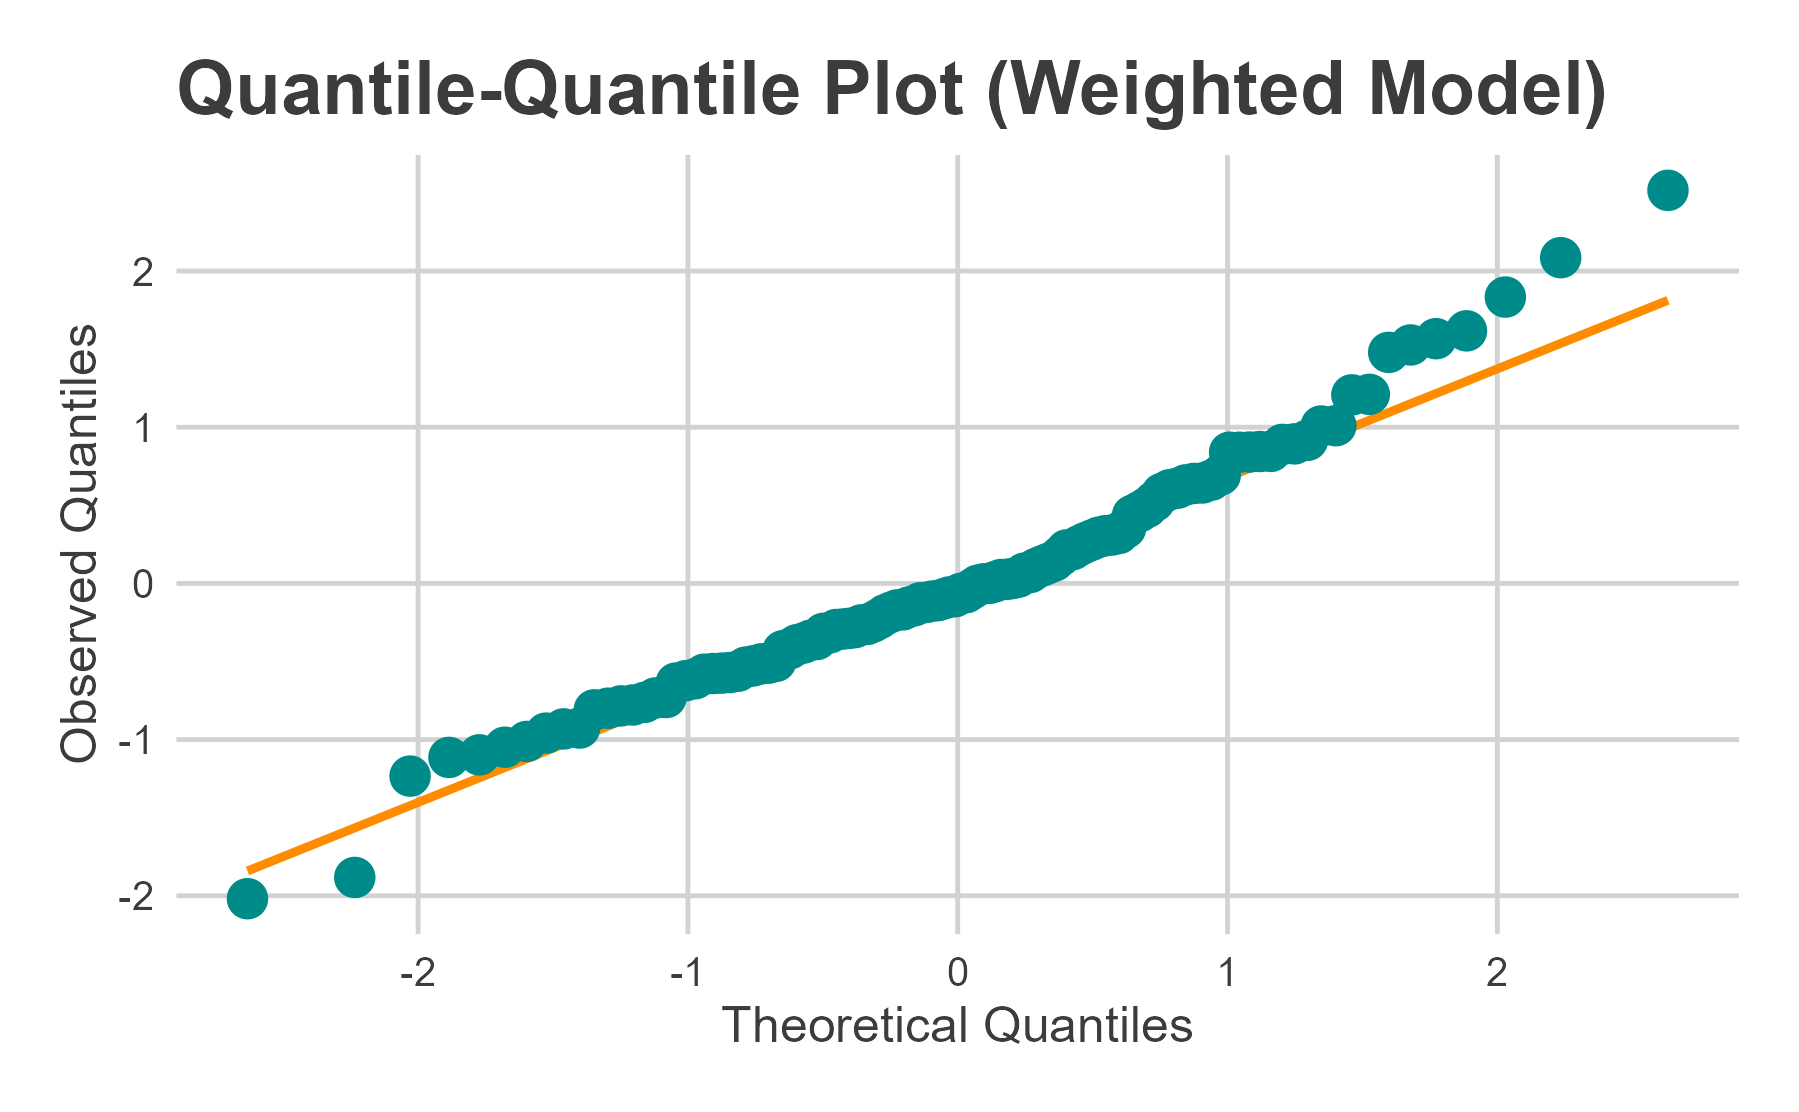 Quantile-Quantile Plot (Weighted Model)
Observed Quantiles
2
1
0
-1
-2
-2 -1 0 1 2
Theoretical Quantiles